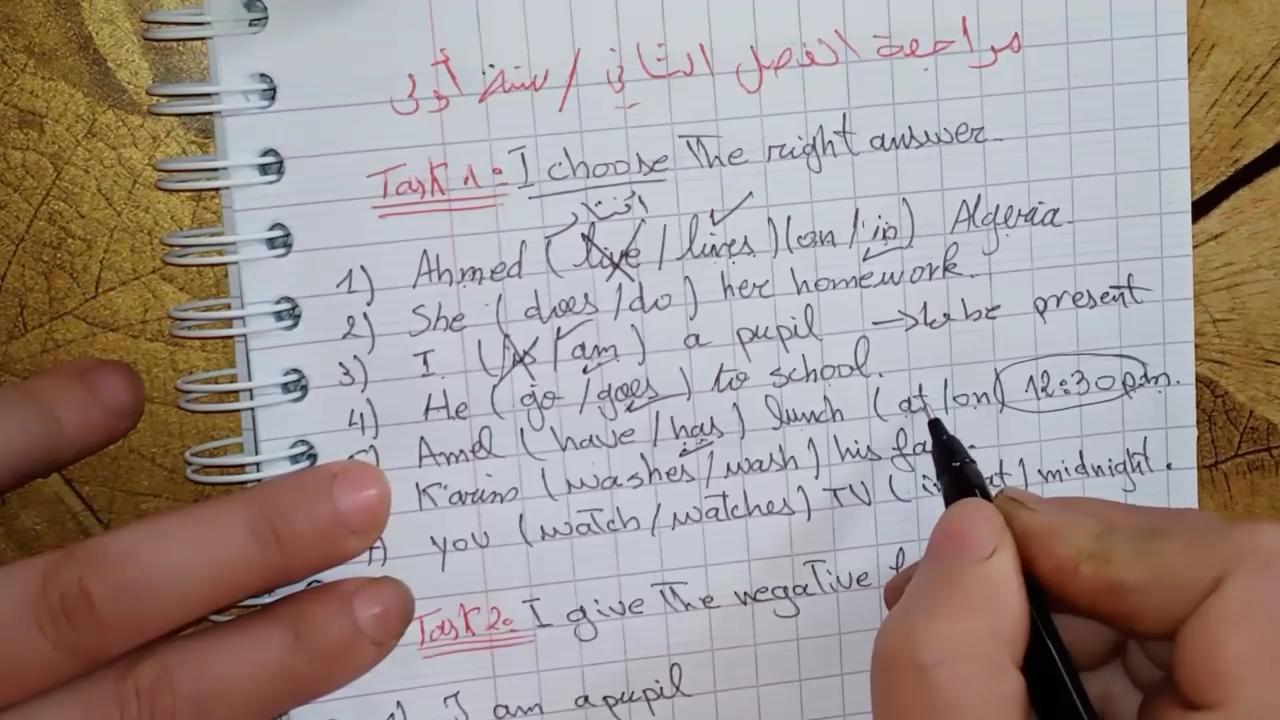 مراجعة الفصل الثاني / سنة أولى
Task 1: I choose The right answer
اختار
1) Ahmed (live / lives) (on / in) Algeria.
2) She (does / do) her homework.
3) I (is / am) a pupil → to be present
4) He (go / goes) to school.
Amel (have / has) lunch (at / on) 12:30 p.m.
Karim (washes / wash) his
you (watch / watches) TV (in / at) midnight.
Task 2: I give The negative
I am a pupil